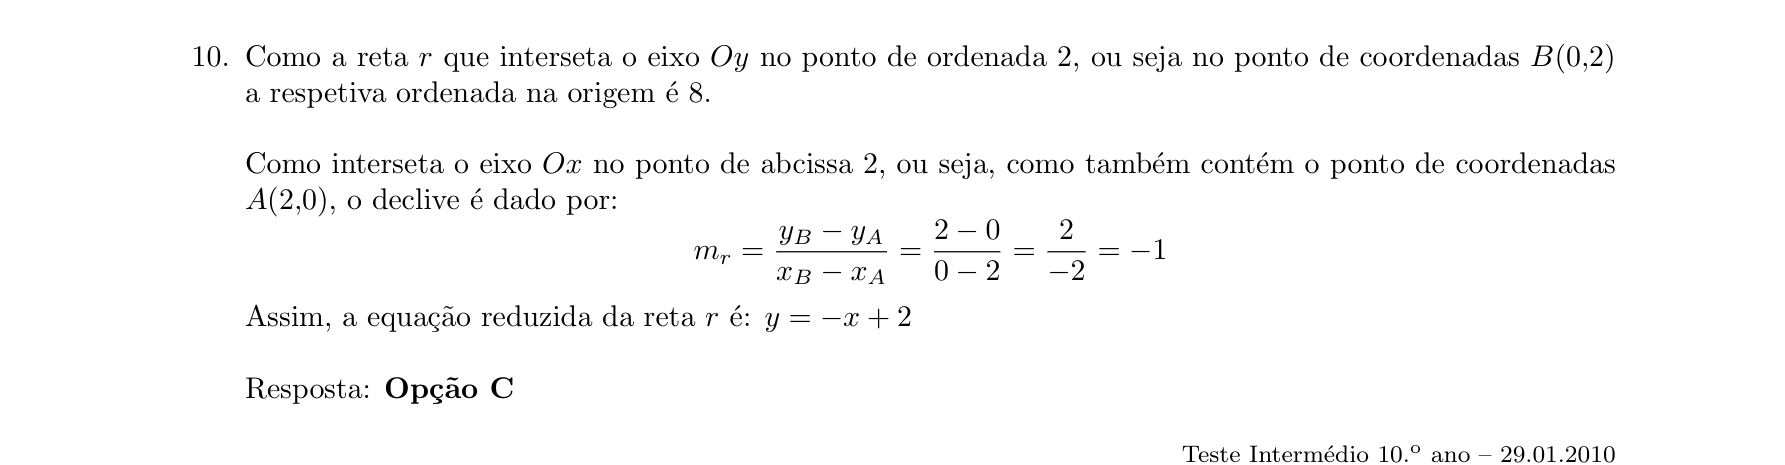 10. Como a reta r que interseta o eixo Oy no ponto de ordenada 2, ou seja no ponto de coordenadas B(0,2)
a respetiva ordenada na origem é 8.
Como interseta o eixo Ox no ponto de abcissa 2, ou seja, como também contém o ponto de coordenadas
A(2,0), o declive é dado por:
m_r = \frac{y_B − y_A}{x_B − x_A} = \frac{2 − 0}{0 − 2} = \frac{2}{−2} = −1
Assim, a equação reduzida da reta r é: y = −x + 2
Resposta: Opção C
Teste Intermédio 10.º ano – 29.01.2010